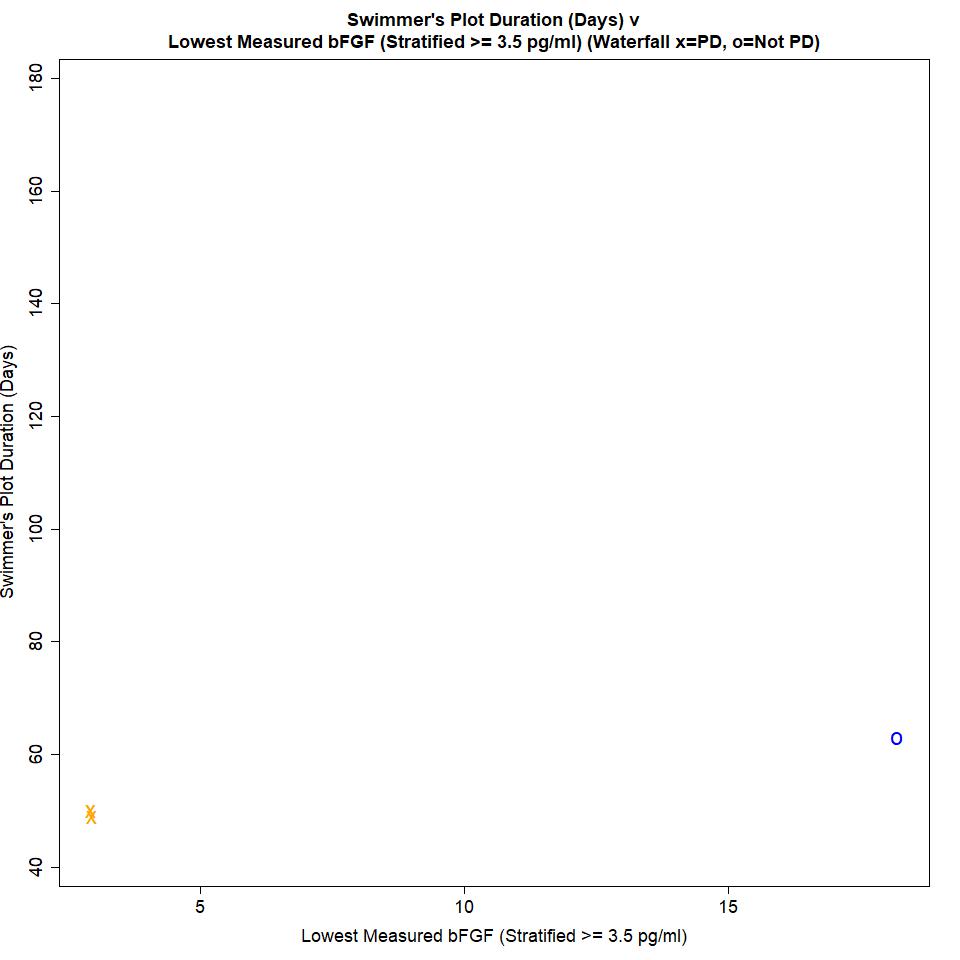 Swimmer's Plot Duration (Days) v
Lowest Measured bFGF (Stratified >= 3.5 pg/ml) (Waterfall x=PD, o=Not PD)
Swimmer's Plot Duration (Days)
180
160
140
120
100
80
60
40
x
x
o
5
10
15
Lowest Measured bFGF (Stratified >= 3.5 pg/ml)